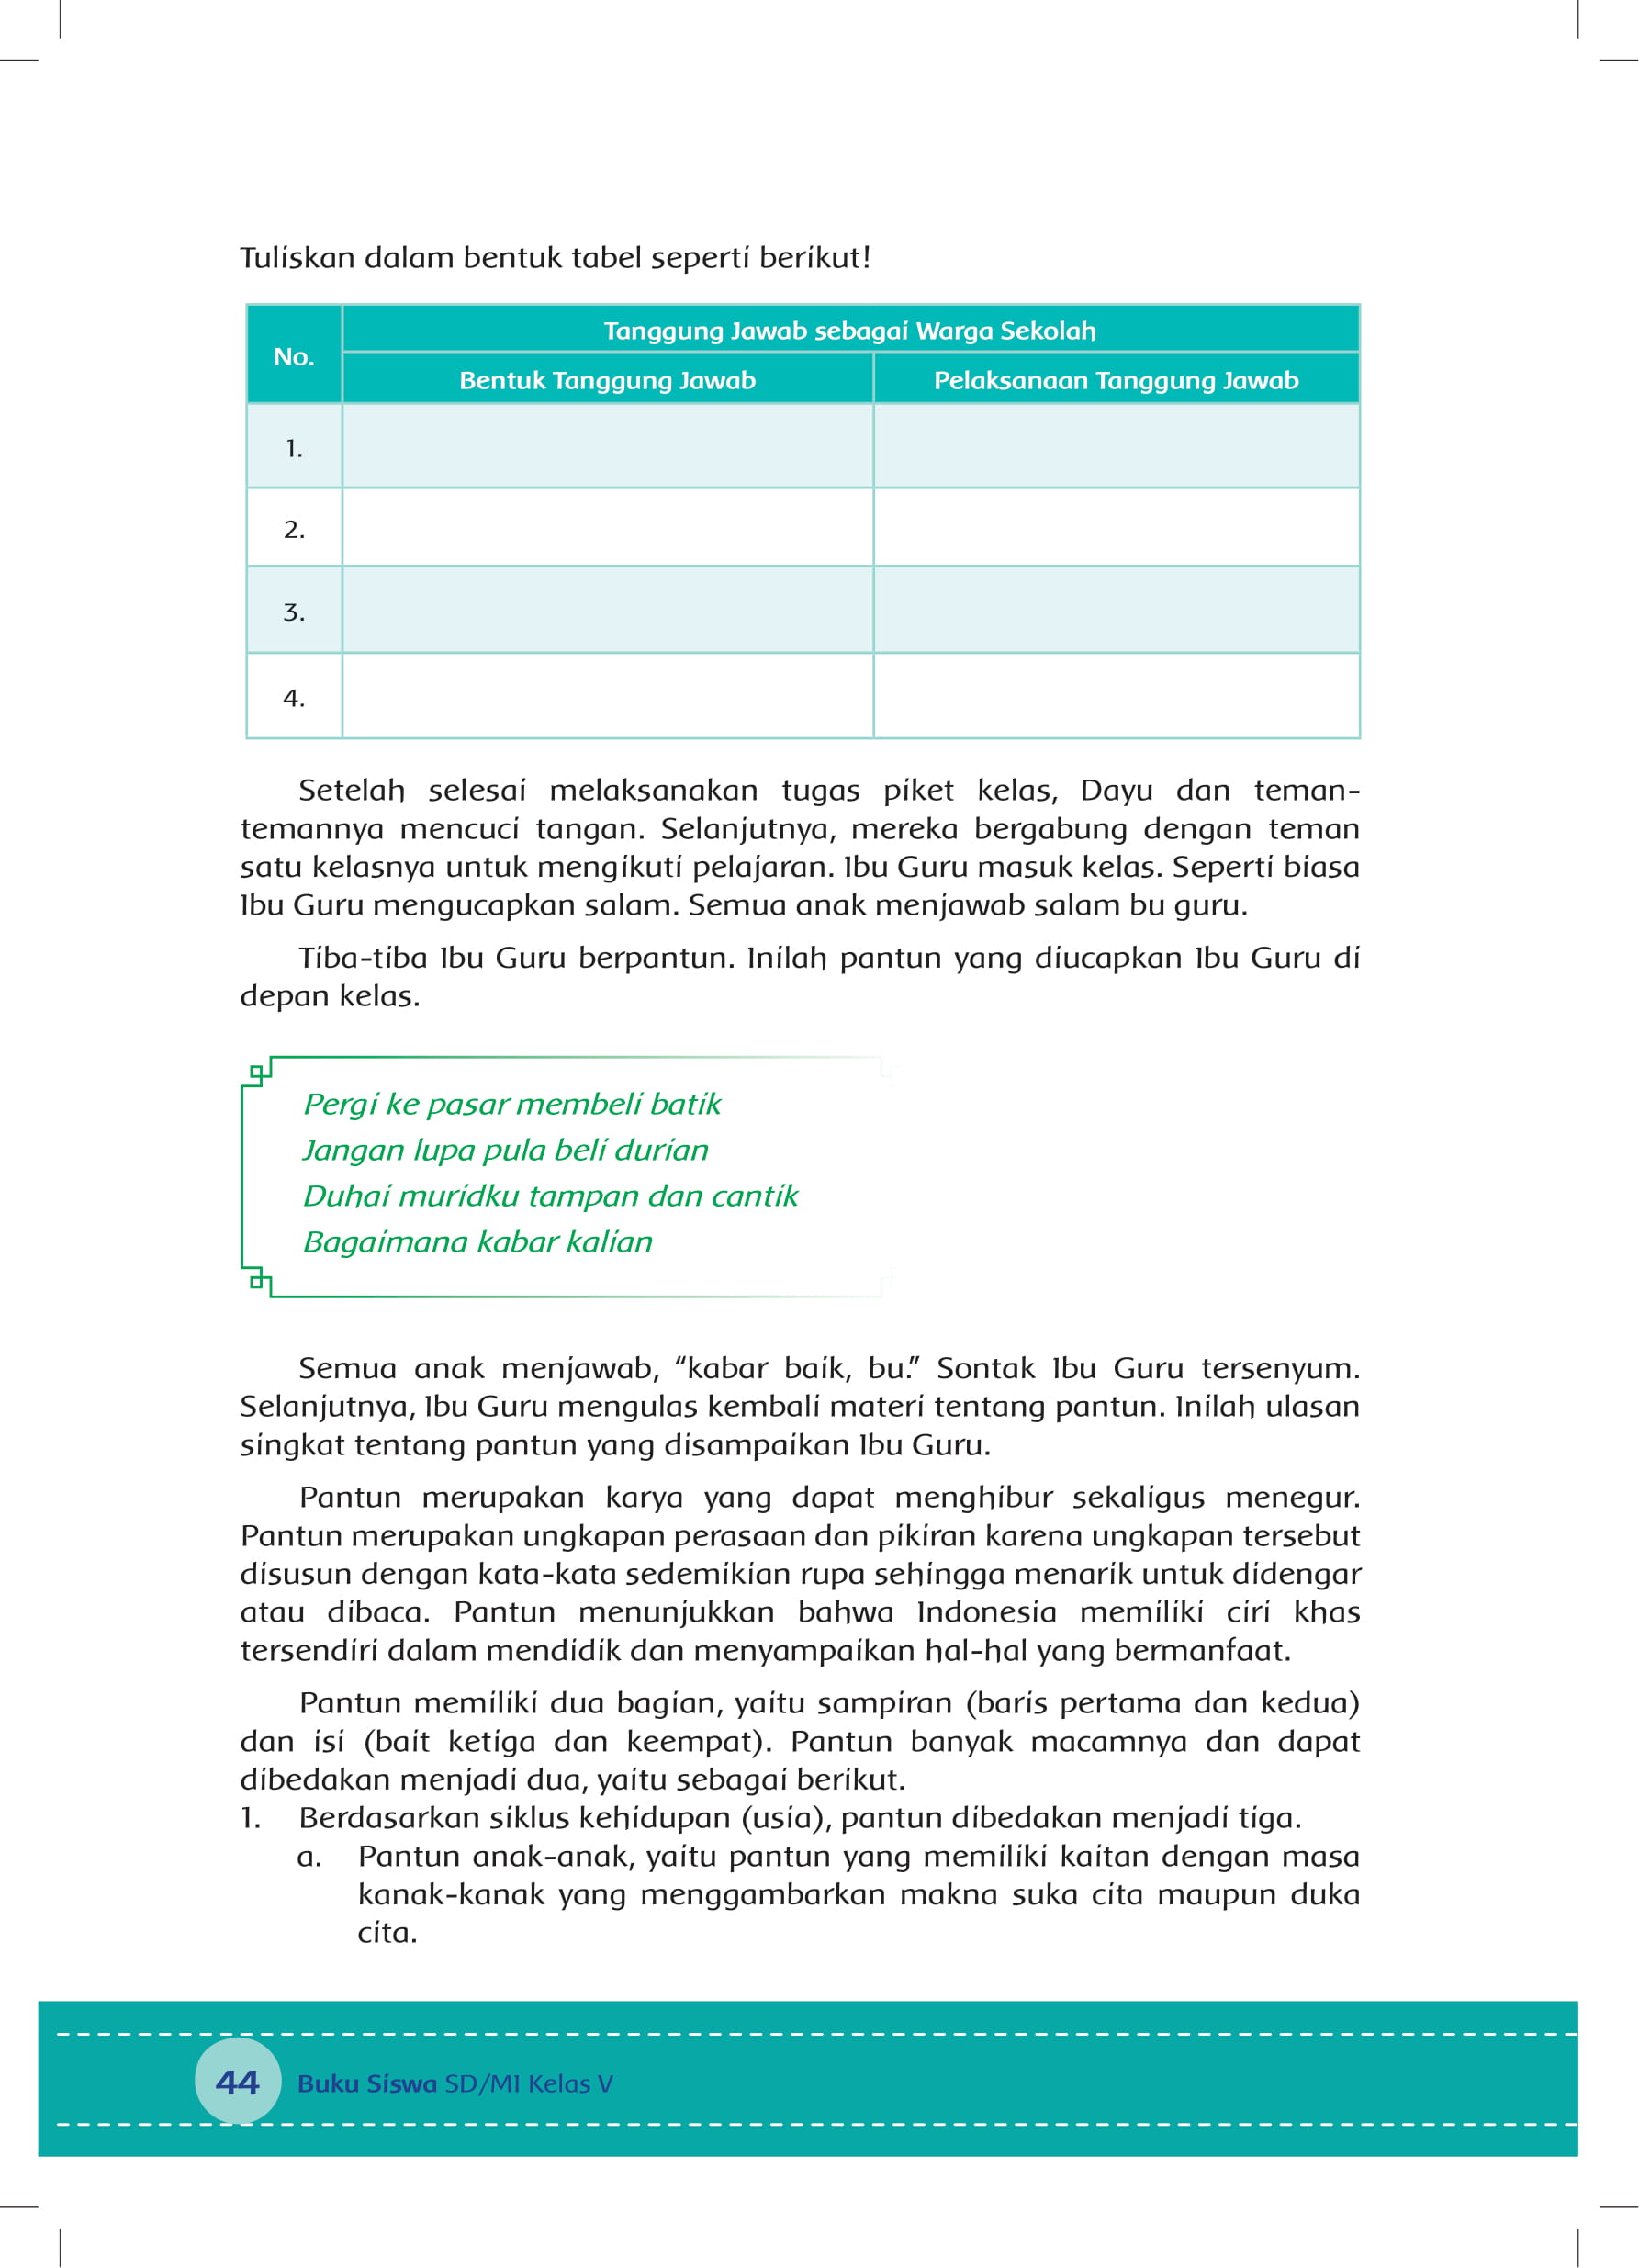 Tuliskan dalam bentuk tabel seperti berikut!
No.
Tanggung Jawab sebagai Warga Sekolah
Bentuk Tanggung Jawab
Pelaksanaan Tanggung Jawab
1.
2.
3.
4.
Setelah selesai melaksanakan tugas piket kelas, Dayu dan teman-
temannya mencuci tangan. Selanjutnya, mereka bergabung dengan teman
satu kelasnya untuk mengikuti pelajaran. Ibu Guru masuk kelas. Seperti biasa
Ibu Guru mengucapkan salam. Semua anak menjawab salam bu guru.
Tiba-tiba Ibu Guru berpantun. Inilah pantun yang diucapkan Ibu Guru di
depan kelas.
Pergi ke pasar membeli batik
Jangan lupa pula beli durian
Duhai muridku tampan dan cantik
Bagaimana kabar kalian
Semua anak menjawab, “kabar baik, bu.” Sontak Ibu Guru tersenyum.
Selanjutnya, Ibu Guru mengulas kembali materi tentang pantun. Inilah ulasan
singkat tentang pantun yang disampaikan Ibu Guru.
Pantun merupakan karya yang dapat menghibur sekaligus menegur.
Pantun merupakan ungkapan perasaan dan pikiran karena ungkapan tersebut
disusun dengan kata-kata sedemikian rupa sehingga menarik untuk didengar
atau dibaca. Pantun menunjukkan bahwa Indonesia memiliki ciri khas
tersendiri dalam mendidik dan menyampaikan hal-hal yang bermanfaat.
Pantun memiliki dua bagian, yaitu sampiran (baris pertama dan kedua)
dan isi (bait ketiga dan keempat). Pantun banyak macamnya dan dapat
dibedakan menjadi dua, yaitu sebagai berikut.
1. Berdasarkan siklus kehidupan (usia), pantun dibedakan menjadi tiga.
a. Pantun anak-anak, yaitu pantun yang memiliki kaitan dengan masa
kanak-kanak yang menggambarkan makna suka cita maupun duka
cita.
44 Buku Siswa SD/MI Kelas V